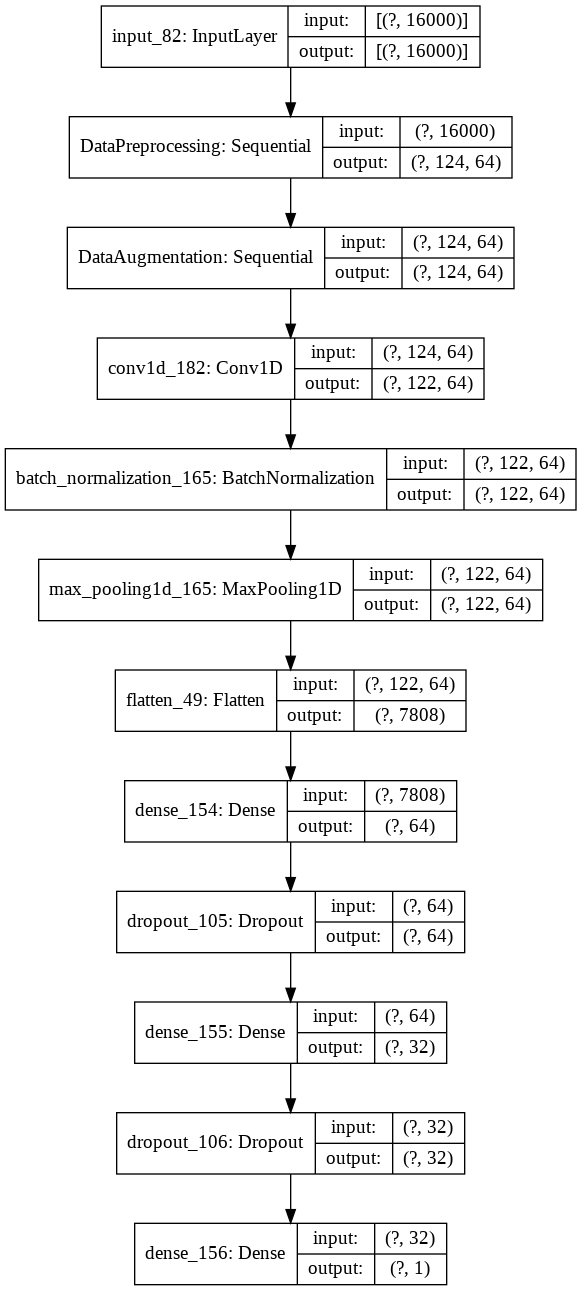 input_82: InputLayer
input: [(?, 16000)]
output: [(?, 16000)]
DataPreprocessing: Sequential
input: (?, 16000)
output: (?, 124, 64)
DataAugmentation: Sequential
input: (?, 124, 64)
output: (?, 124, 64)
conv1d_182: Conv1D
input: (?, 124, 64)
output: (?, 122, 64)
batch_normalization_165: BatchNormalization
input: (?, 122, 64)
output: (?, 122, 64)
max_pooling1d_165: MaxPooling1D
input: (?, 122, 64)
output: (?, 122, 64)
flatten_49: Flatten
input: (?, 122, 64)
output: (?, 7808)
dense_154: Dense
input: (?, 7808)
output: (?, 64)
dropout_105: Dropout
input: (?, 64)
output: (?, 64)
dense_155: Dense
input: (?, 64)
output: (?, 32)
dropout_106: Dropout
input: (?, 32)
output: (?, 32)
dense_156: Dense
input: (?, 32)
output: (?, 1)